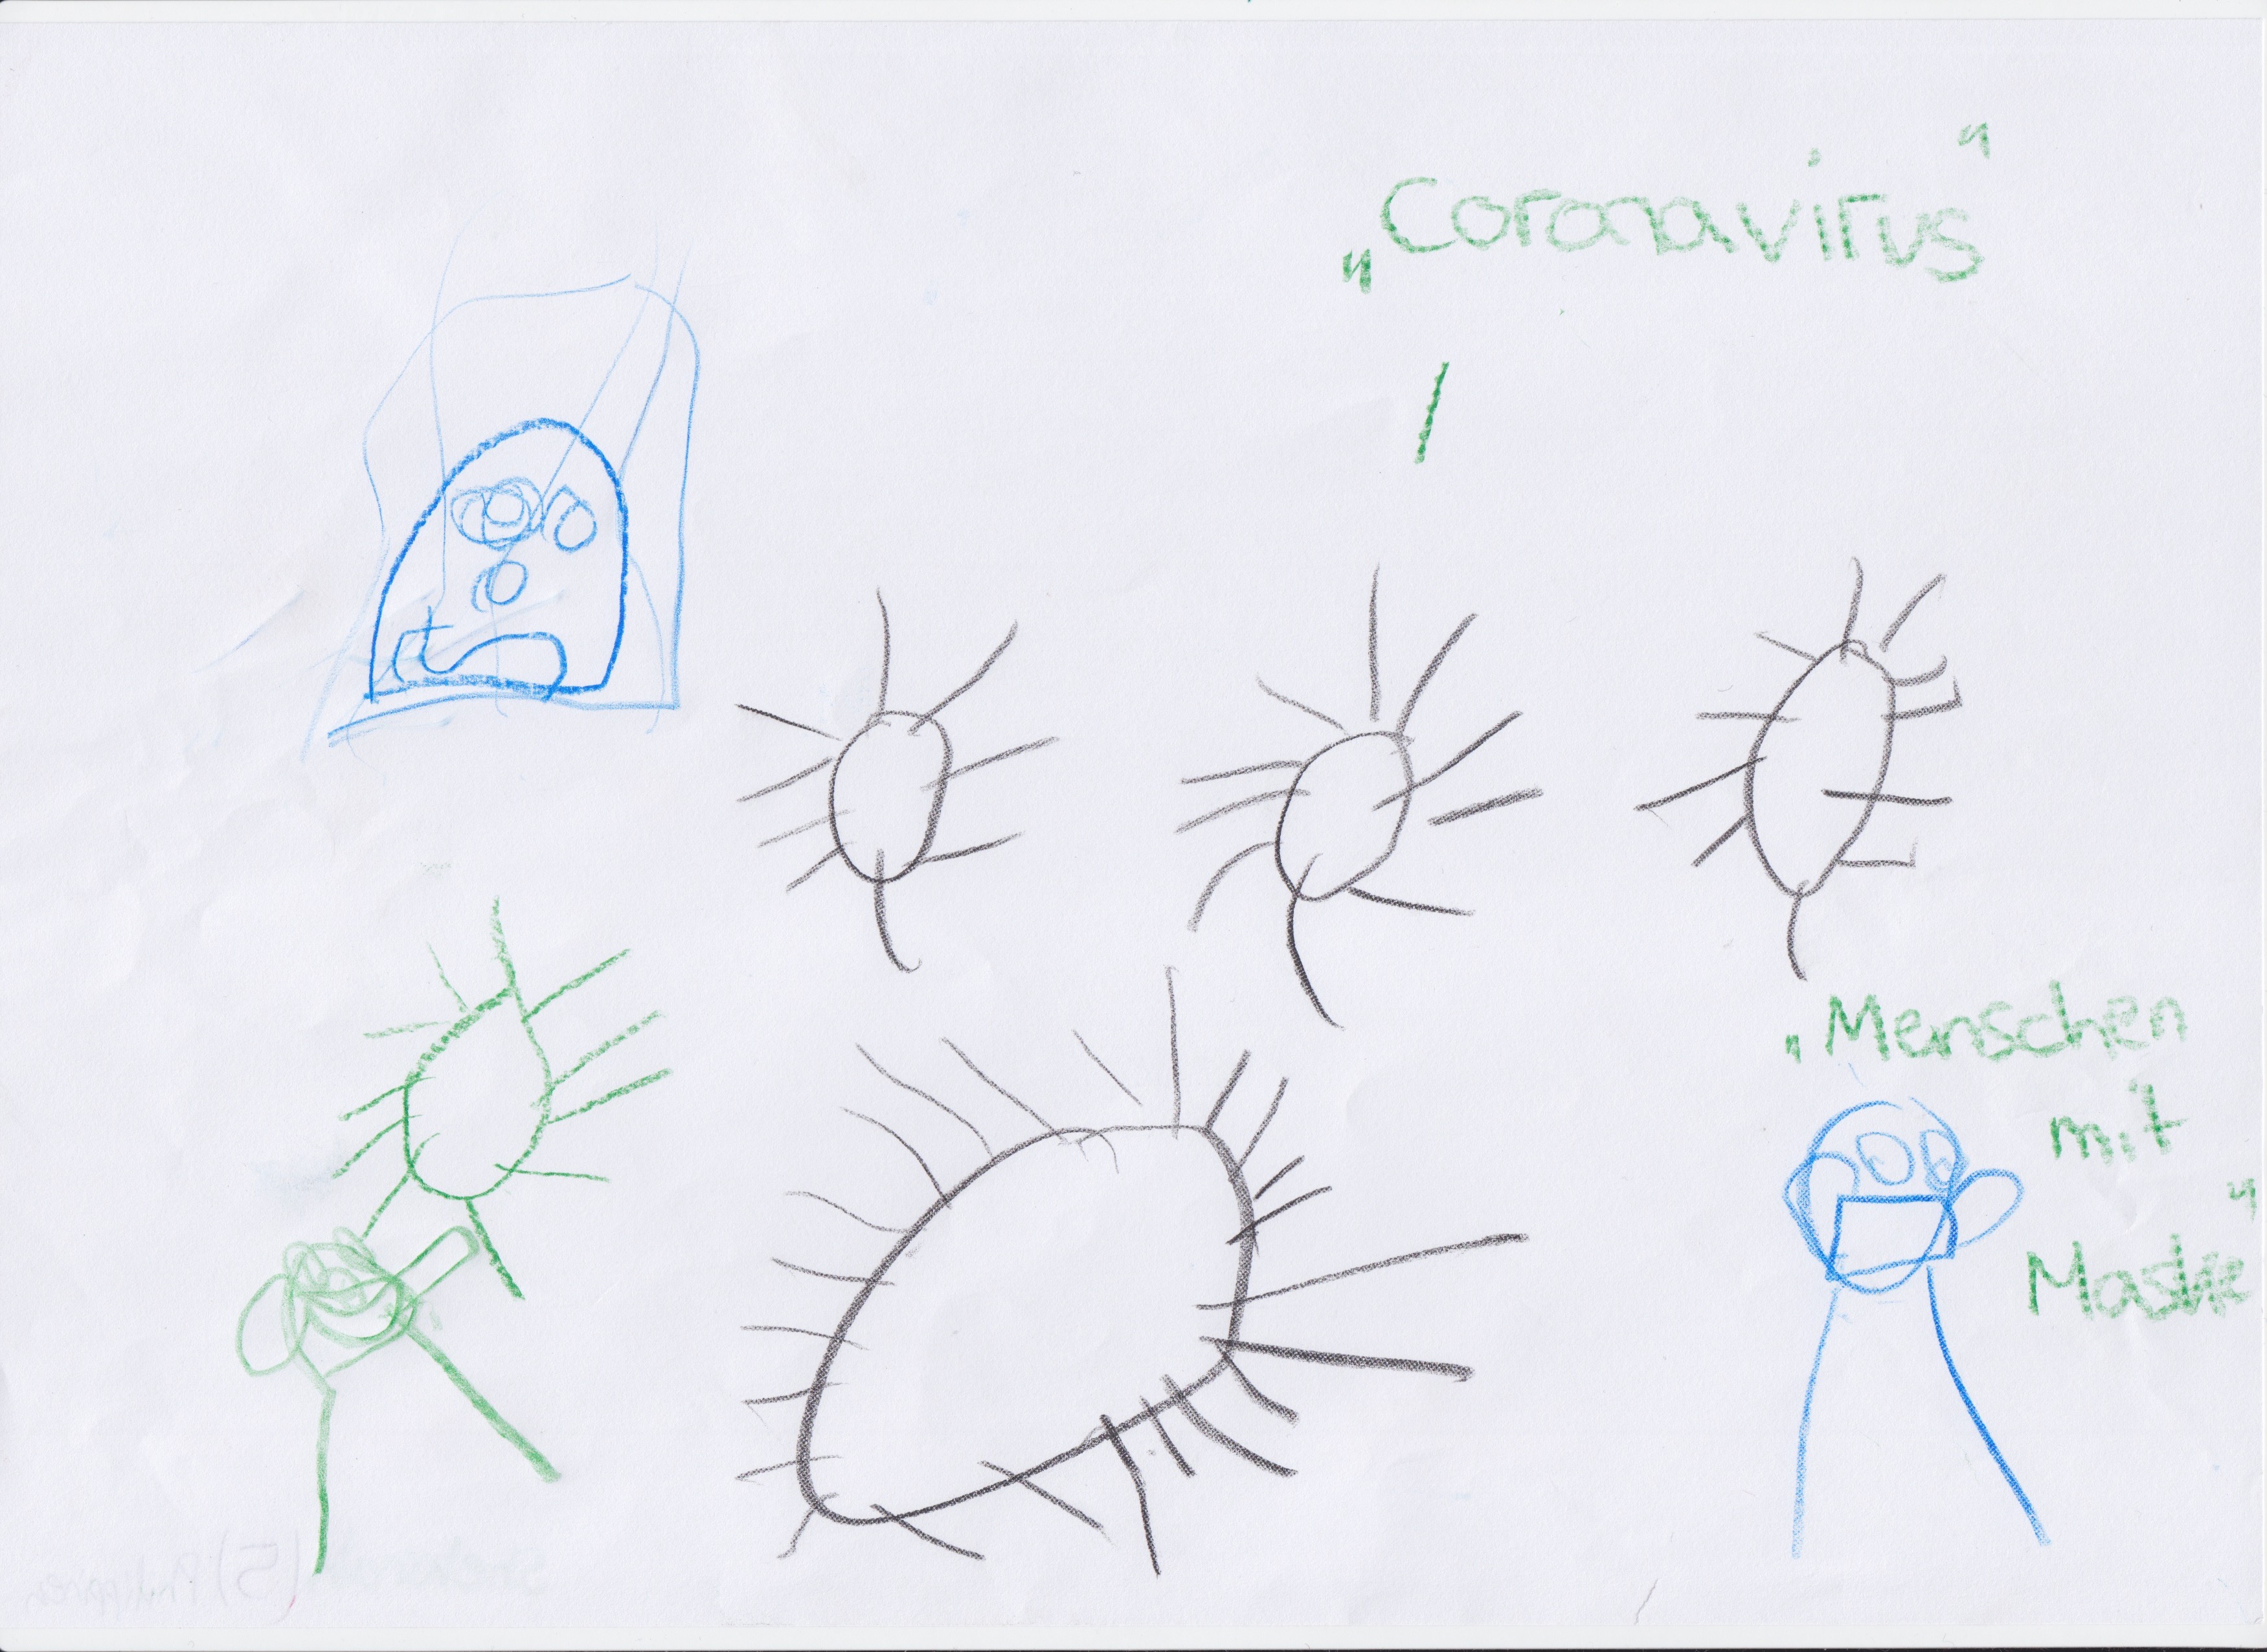 „Coronavirus"
/
„Menschen
mit
Maske"